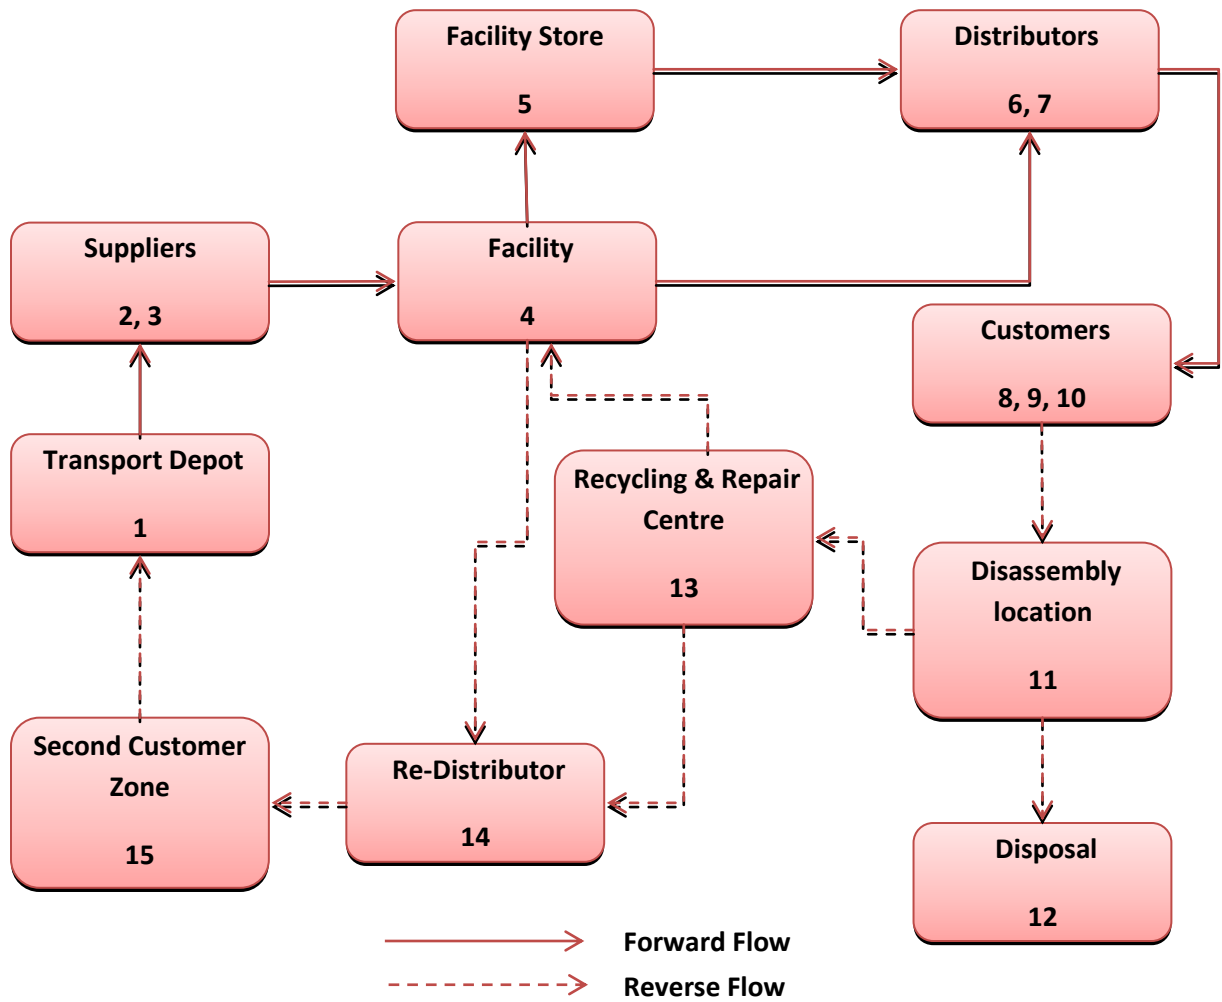 Facility Store
5
Distributors
6, 7
Suppliers
2, 3
Facility
4
Customers
8, 9, 10
Transport Depot
1
Recycling & Repair
Centre
13
Disassembly
location
11
Second Customer
Zone
15
Re-Distributor
14
Disposal
12
Forward Flow
Reverse Flow